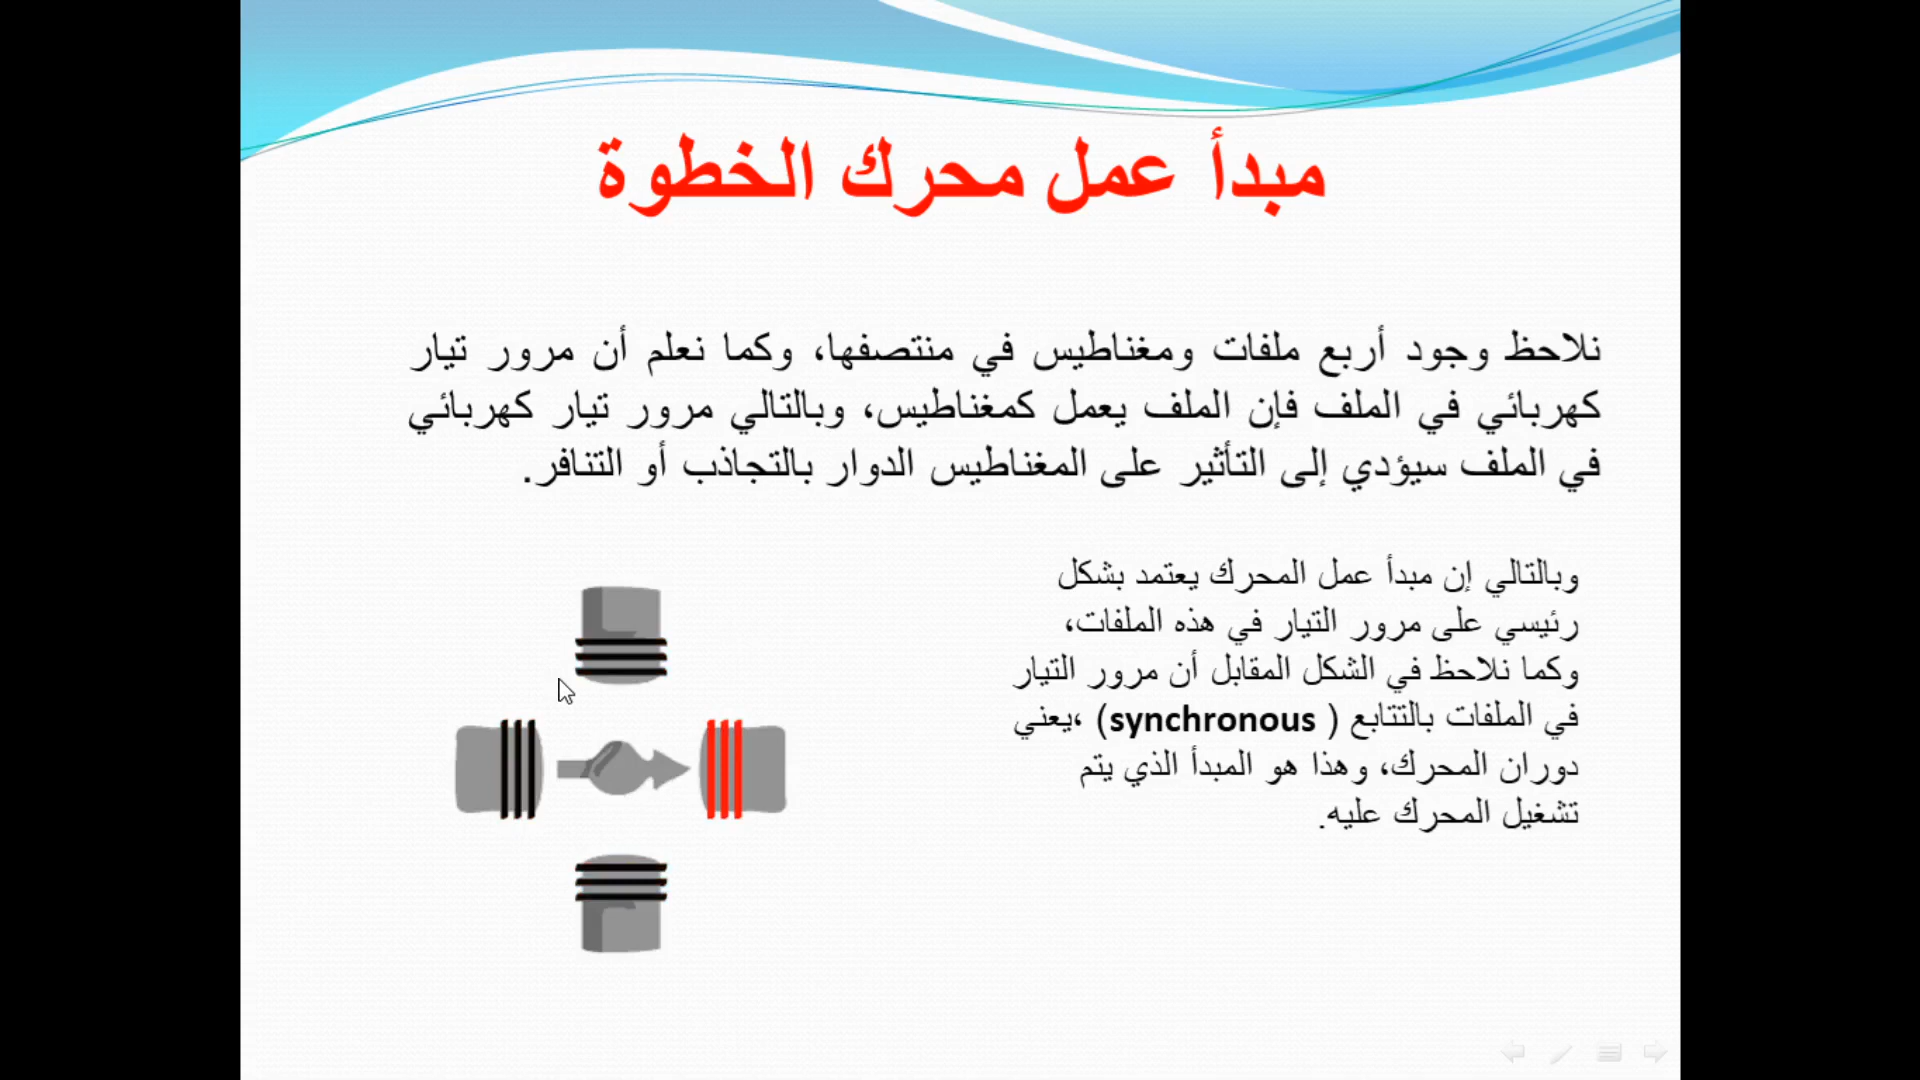 مبدأ عمل محرك الخطوة
نلاحظ وجود أربع ملفات ومغناطيس في منتصفها، وكما نعلم أن مرور تيار
كهربائي في الملف فإن الملف يعمل كمغناطيس، وبالتالي مرور تيار كهربائي
في الملف سيؤدي إلى التأثير على المغناطيس الدوار بالتجاذب أو التنافر.
وبالتالي إن مبدأ عمل المحرك يعتمد بشكل
رئيسي على مرور التيار في هذه الملفات،
وكما نلاحظ في الشكل المقابل أن مرور التيار
في الملفات بالتتابع ( synchronous) ،يعني
دوران المحرك، وهذا هو المبدأ الذي يتم
تشغيل المحرك عليه.